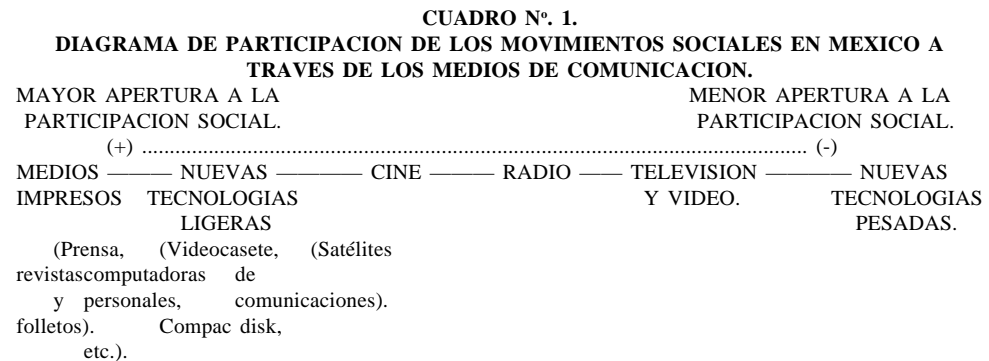 CUADRO Nº. 1.
DIAGRAMA DE PARTICIPACION DE LOS MOVIMIENTOS SOCIALES EN MEXICO A
TRAVES DE LOS MEDIOS DE COMUNICACION.
MAYOR APERTURA A LA MENOR APERTURA A LA
PARTICIPACION SOCIAL. PARTICIPACION SOCIAL.
(+) ................................................................................................................ (-)
MEDIOS ——— NUEVAS ———— CINE ——— RADIO —— TELEVISION ———— NUEVAS
IMPRESOS TECNOLOGIAS Y VIDEO. TECNOLOGIAS
LIGERAS PESADAS.
(Prensa, (Videocasete, (Satélites
revistascomputadoras de
y personales, comunicaciones).
folletos). Compac disk,
etc.).